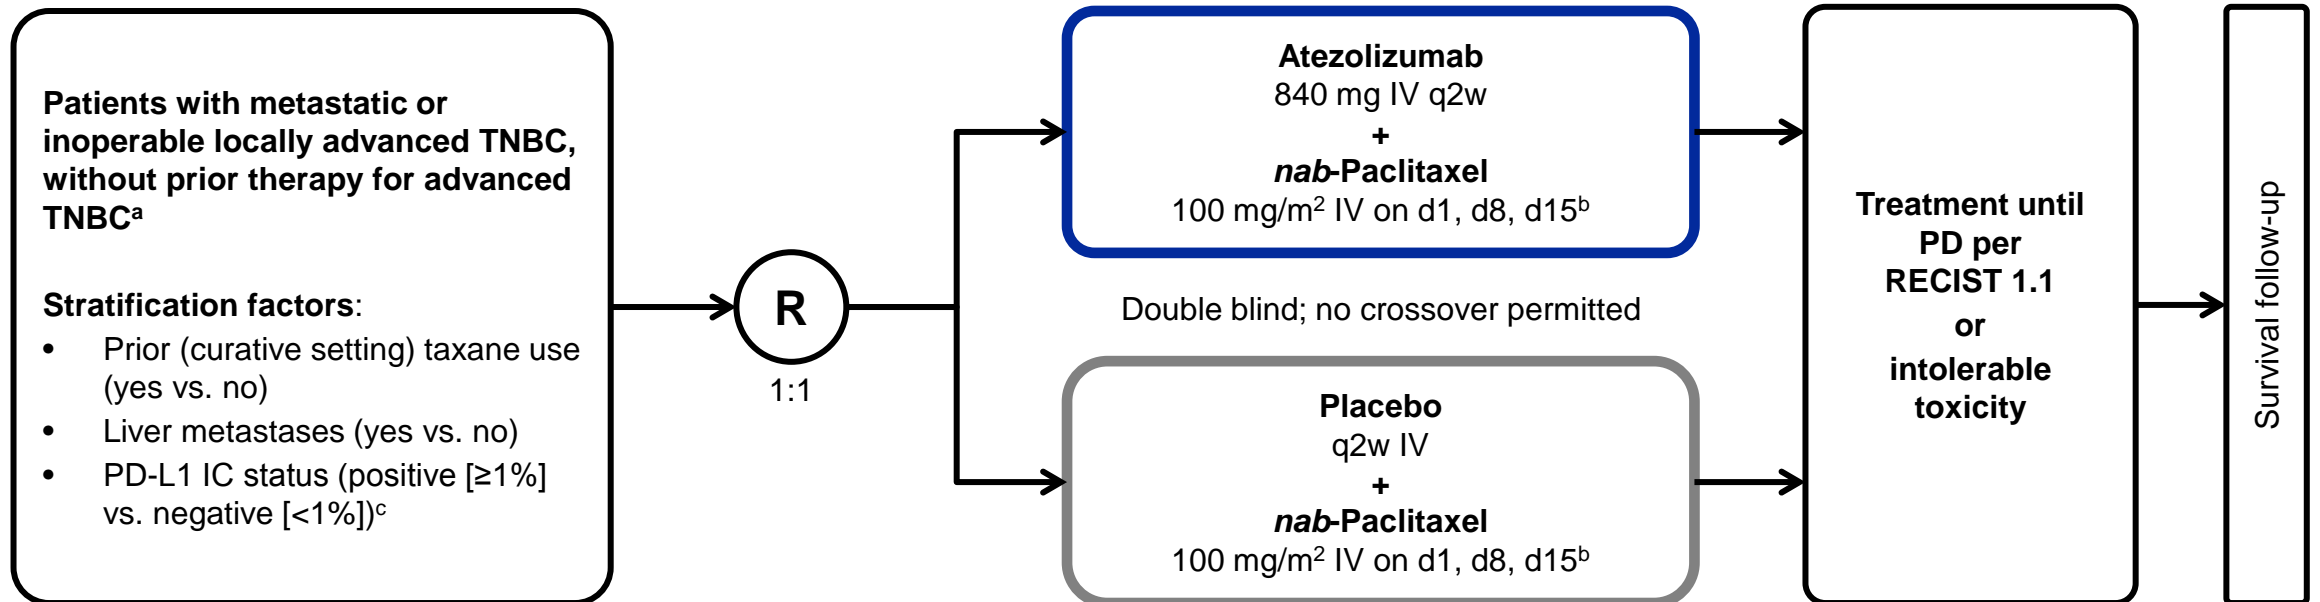 Patients with metastatic or
inoperable locally advanced TNBC,
without prior therapy for advanced
TNBCᵃ
Stratification factors:
• Prior (curative setting) taxane use
(yes vs. no)
• Liver metastases (yes vs. no)
• PD-L1 IC status (positive [≥1%]
vs. negative [<1%])ᶜ
R
1:1
Atezolizumab
840 mg IV q2w
+
nab-Paclitaxel
100 mg/m² IV on d1, d8, d15ᵇ
Double blind; no crossover permitted
Placebo
q2w IV
+
nab-Paclitaxel
100 mg/m² IV on d1, d8, d15ᵇ
Treatment until
PD per
RECIST 1.1
or
intolerable
toxicity
Survival follow-up